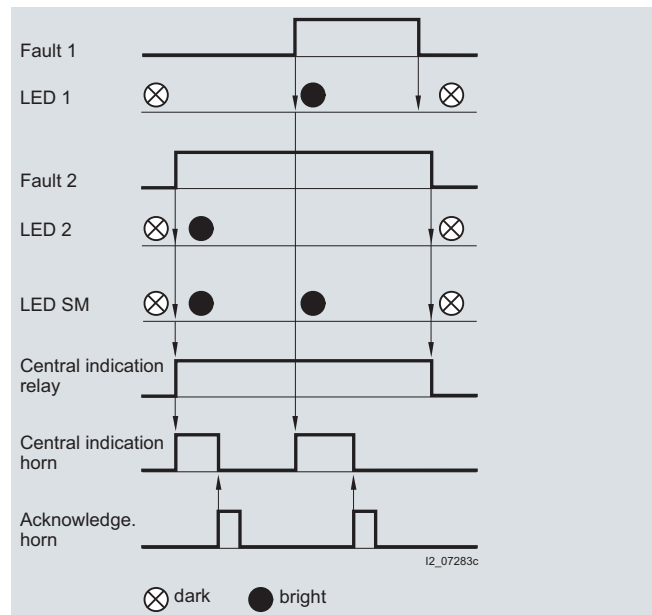 Fault 1
LED 1
Fault 2
LED 2
LED SM
Central indication
relay
Central indication
horn
Acknowledge.
horn
I2_07283c
dark
bright